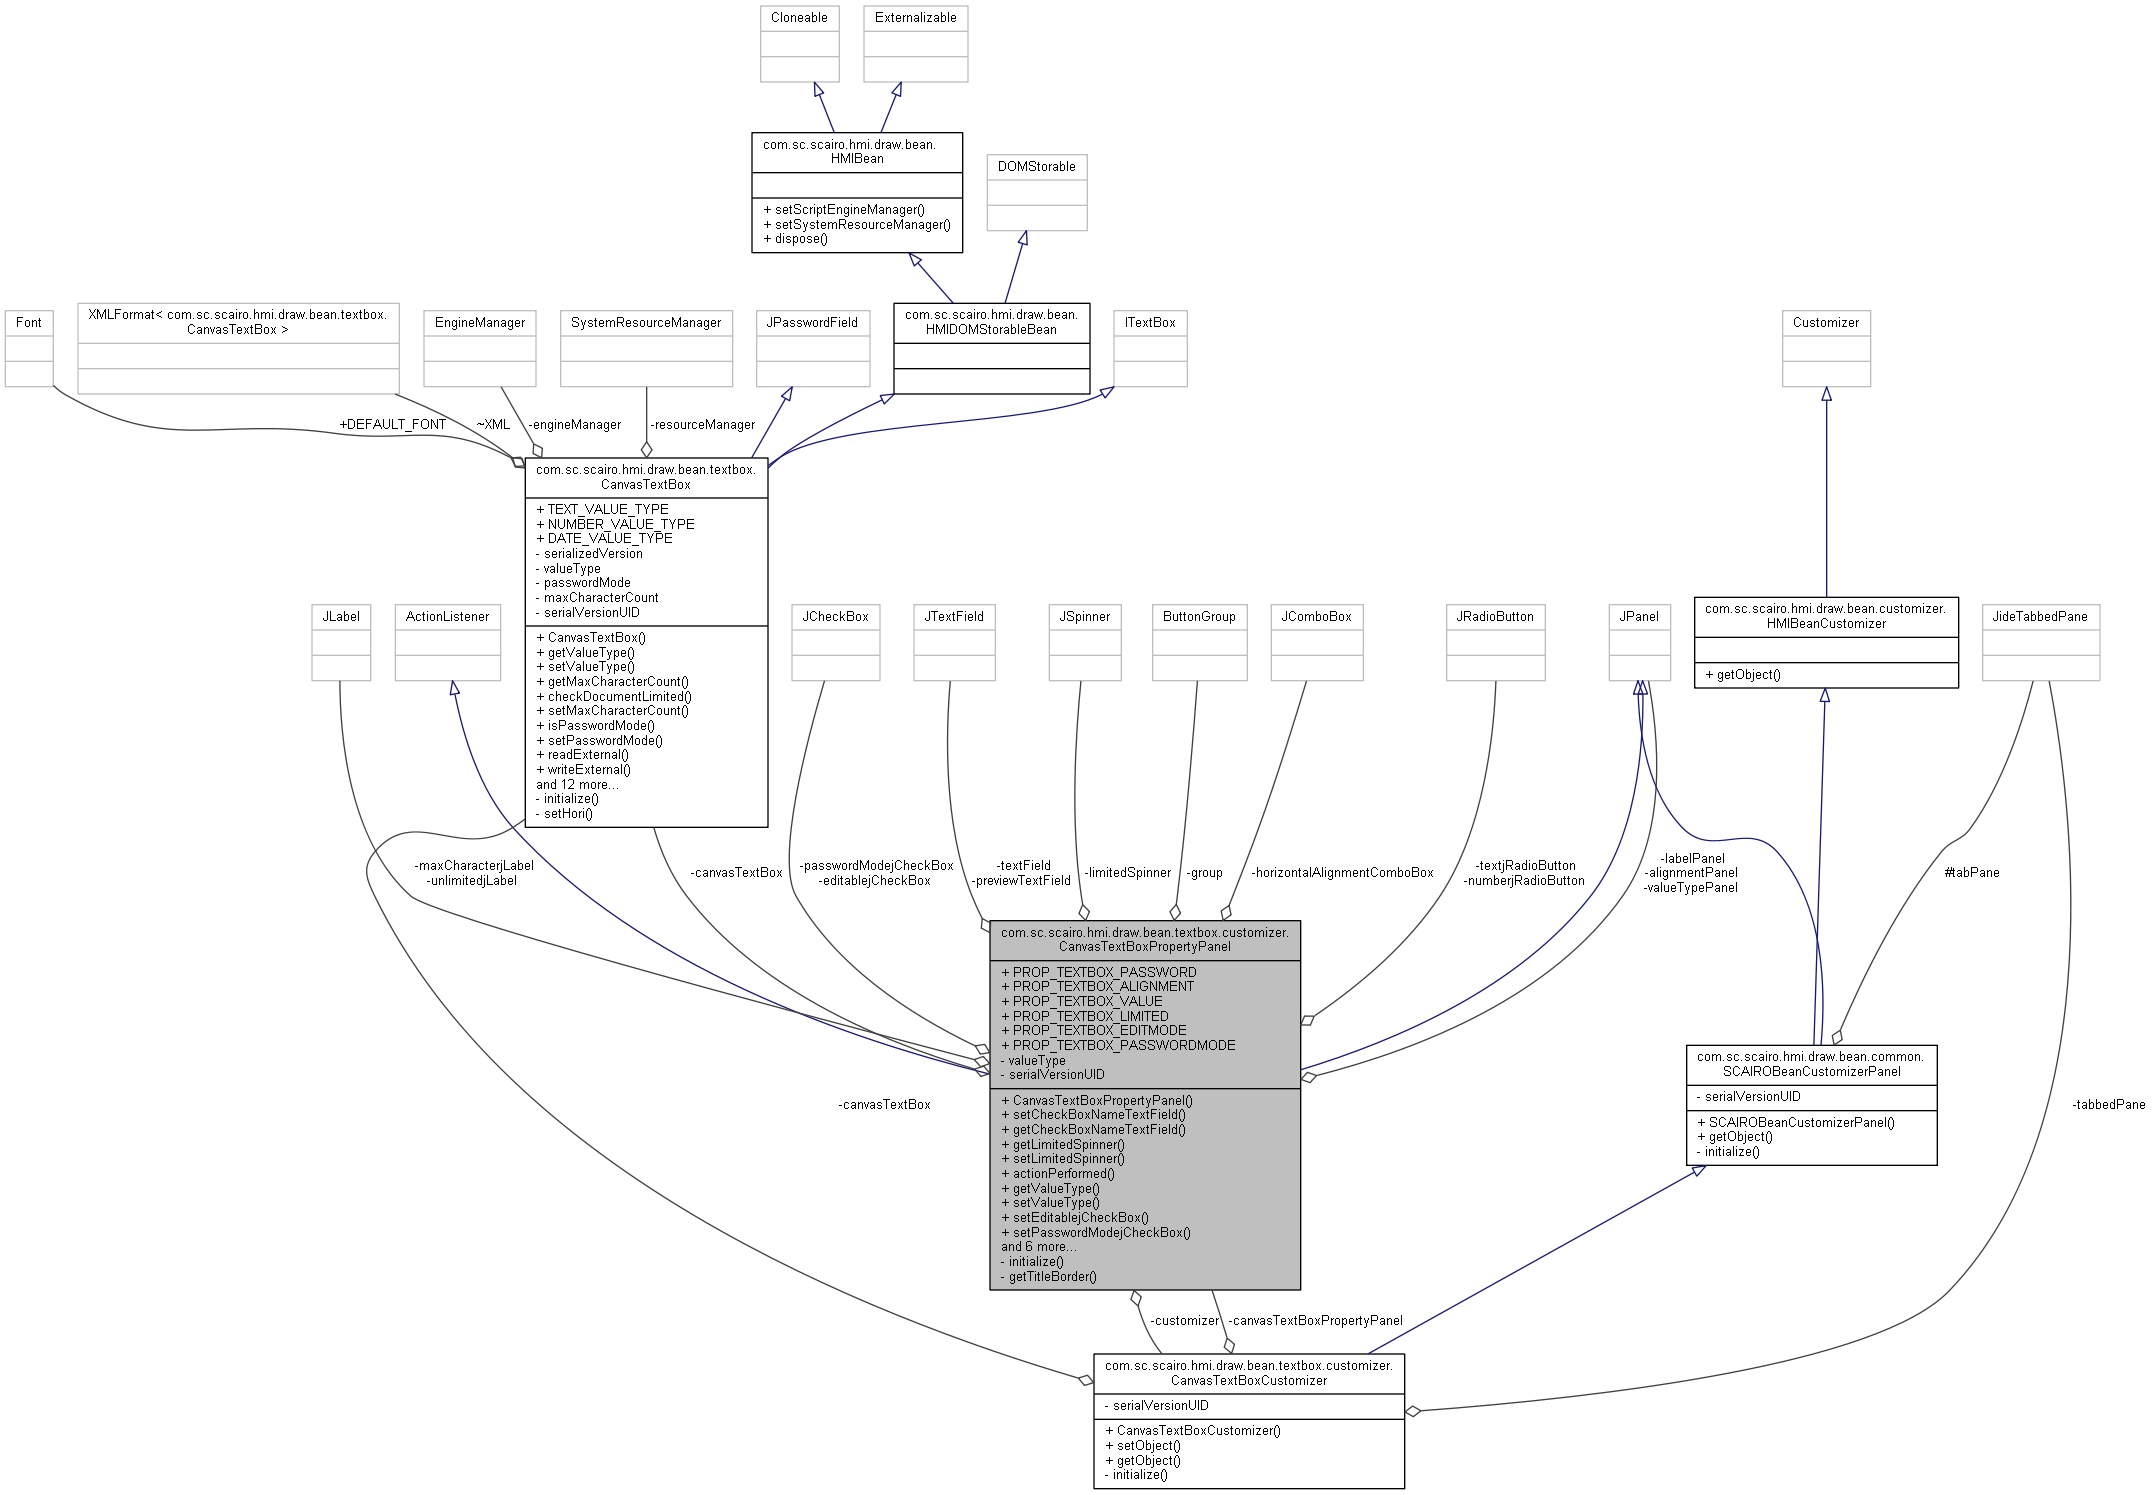 Cloneable
Externalizable
com.sc.scairo.hmi.draw.bean.
HMIBean
+ setScriptEngineManager()
+ setSystemResourceManager()
+ dispose()
DOMStorable
Font
XMLFormat< com.sc.scairo.hmi.draw.bean.textbox.
CanvasTextBox >
EngineManager
SystemResourceManager
JPasswordField
com.sc.scairo.hmi.draw.bean.
HMIDOMStorableBean
ITextBox
Customizer
+DEFAULT_FONT
~XML
-engineManager
-resourceManager
com.sc.scairo.hmi.draw.bean.textbox.
CanvasTextBox
+ TEXT_VALUE_TYPE
+ NUMBER_VALUE_TYPE
+ DATE_VALUE_TYPE
- serializedVersion
- valueType
- passwordMode
- maxCharacterCount
- serialVersionUID
+ CanvasTextBox()
+ getValueType()
+ setValueType()
+ getMaxCharacterCount()
+ checkDocumentLimited()
+ setMaxCharacterCount()
+ isPasswordMode()
+ setPasswordMode()
+ readExternal()
+ writeExternal()
and 12 more...
- initialize()
- setHori()
JLabel
ActionListener
JCheckBox
JTextField
JSpinner
ButtonGroup
JComboBox
JRadioButton
JPanel
com.sc.scairo.hmi.draw.bean.customizer.
HMIBeanCustomizer
+ getObject()
JideTabbedPane
-maxCharacterjLabel
-unlimitedjLabel
-canvasTextBox
-passwordModejCheckBox
-editablejCheckBox
-textField
-previewTextField
-limitedSpinner
-group
-horizontalAlignmentComboBox
-textjRadioButton
-numberjRadioButton
-labelPanel
-alignmentPanel
-valueTypePanel
#tabPane
com.sc.scairo.hmi.draw.bean.textbox.customizer.
CanvasTextBoxPropertyPanel
+ PROP_TEXTBOX_PASSWORD
+ PROP_TEXTBOX_ALIGNMENT
+ PROP_TEXTBOX_VALUE
+ PROP_TEXTBOX_LIMITED
+ PROP_TEXTBOX_EDITMODE
+ PROP_TEXTBOX_PASSWORDMODE
- valueType
- serialVersionUID
+ CanvasTextBoxPropertyPanel()
+ setCheckBoxNameTextField()
+ getCheckBoxNameTextField()
+ getLimitedSpinner()
+ setLimitedSpinner()
+ actionPerformed()
+ getValueType()
+ setValueType()
+ setEditablejCheckBox()
+ setPasswordModejCheckBox()
and 6 more...
- initialize()
- getTitleBorder()
com.sc.scairo.hmi.draw.bean.common.
SCAIROBeanCustomizerPanel
- serialVersionUID
+ SCAIROBeanCustomizerPanel()
+ getObject()
- initialize()
-canvasTextBox
-tabbedPane
-customizer
-canvasTextBoxPropertyPanel
com.sc.scairo.hmi.draw.bean.textbox.customizer.
CanvasTextBoxCustomizer
- serialVersionUID
+ CanvasTextBoxCustomizer()
+ setObject()
+ getObject()
- initialize()